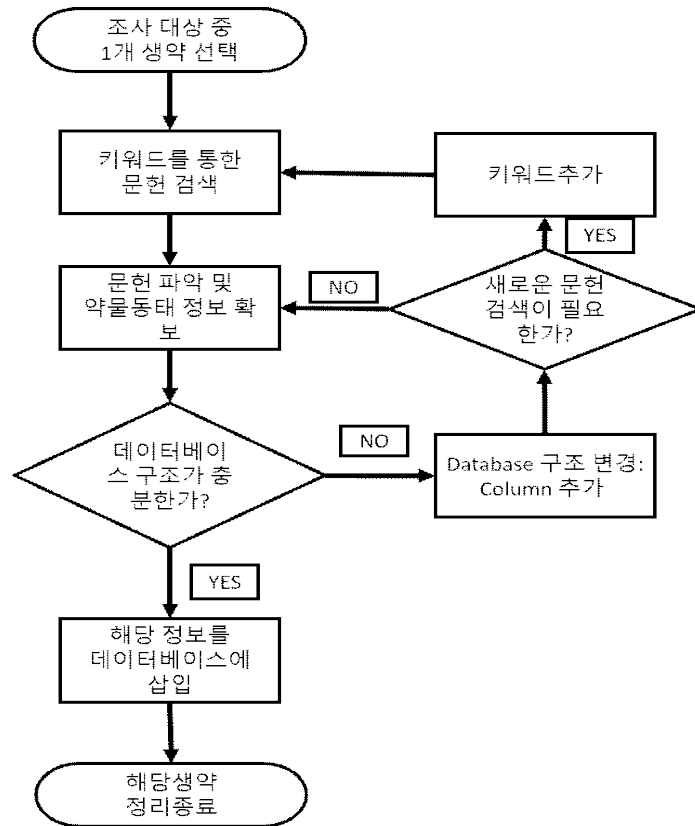 조사 대상 중
1개 생약 선택
키워드를 통한
문헌 검색
키워드추가
YES
문헌 파악 및
약물동태 정보 확
보
NO
새로운 문헌
검색이 필요
한가?
데이터베이
스 구조가 충
분한가?
NO
Database 구조 변경:
Column 추가
YES
해당 정보를
데이터베이스에
삽입
해당생약
정리종료